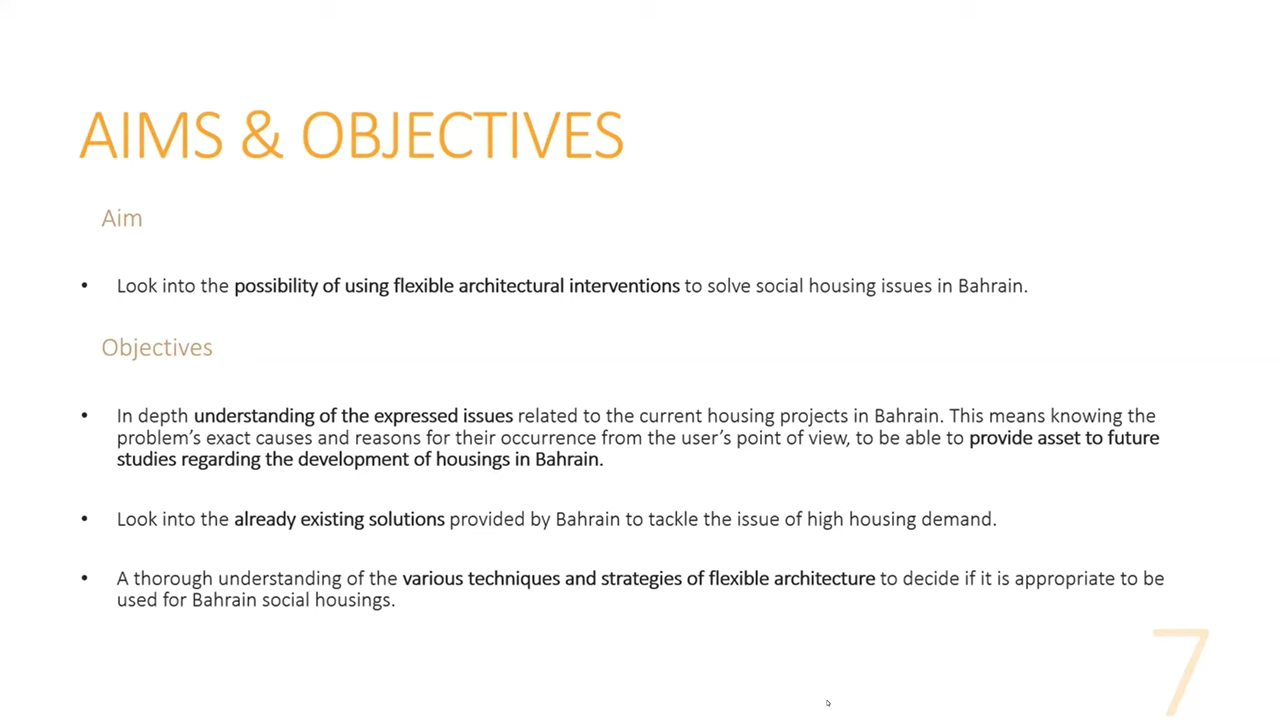 AIMS & OBJECTIVES
Aim
• Look into the possibility of using flexible architectural interventions to solve social housing issues in Bahrain.
Objectives
• In depth understanding of the expressed issues related to the current housing projects in Bahrain. This means knowing the
problem's exact causes and reasons for their occurrence from the user's point of view, to be able to provide asset to future
studies regarding the development of housings in Bahrain.
• Look into the already existing solutions provided by Bahrain to tackle the issue of high housing demand.
• A thorough understanding of the various techniques and strategies of flexible architecture to decide if it is appropriate to be
used for Bahrain social housings.
7